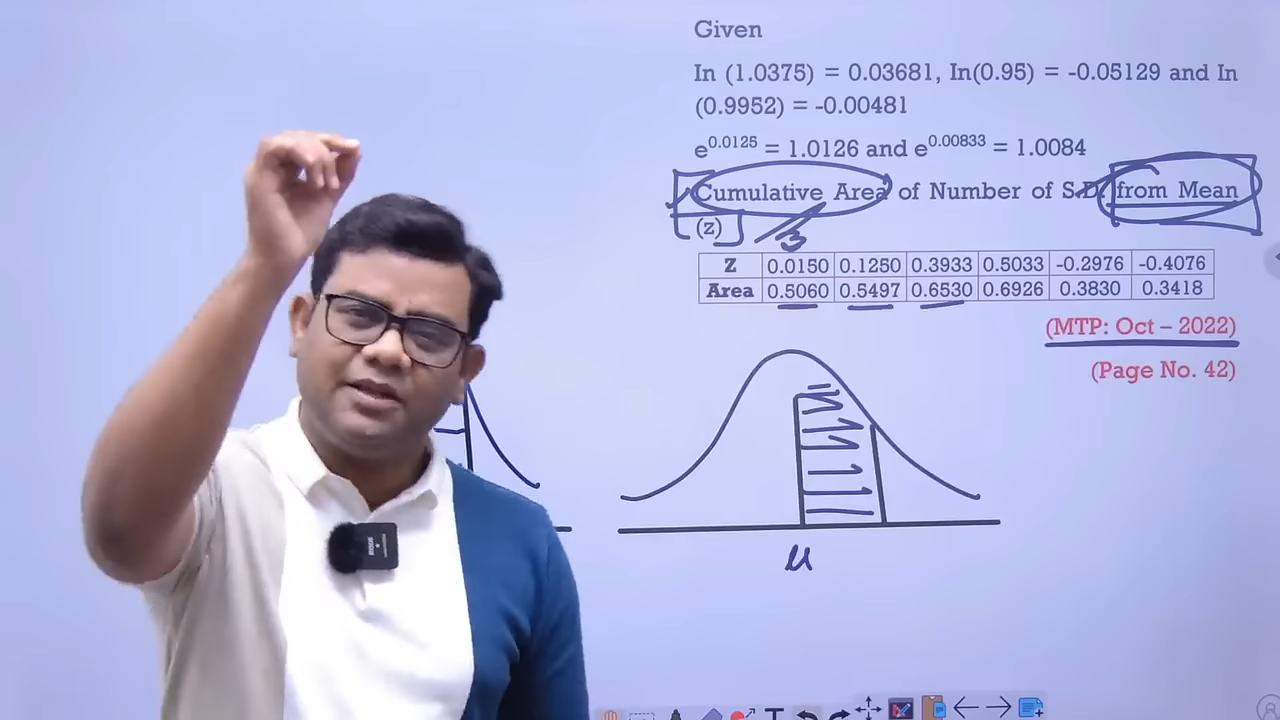 Given
In (1.0375) = 0.03681, In(0.95) = -0.05129 and In
(0.9952) = -0.00481
e^0.0125 = 1.0126 and e^0.00833 = 1.0084
Cumulative Area of Number of S.D. from Mean
(z)
Z 0.0150 0.1250 0.3933 0.5033 -0.2976 -0.4076
Area 0.5060 0.5497 0.6530 0.6926 0.3830 0.3418
(MTP: Oct – 2022)
(Page No. 42)
μ